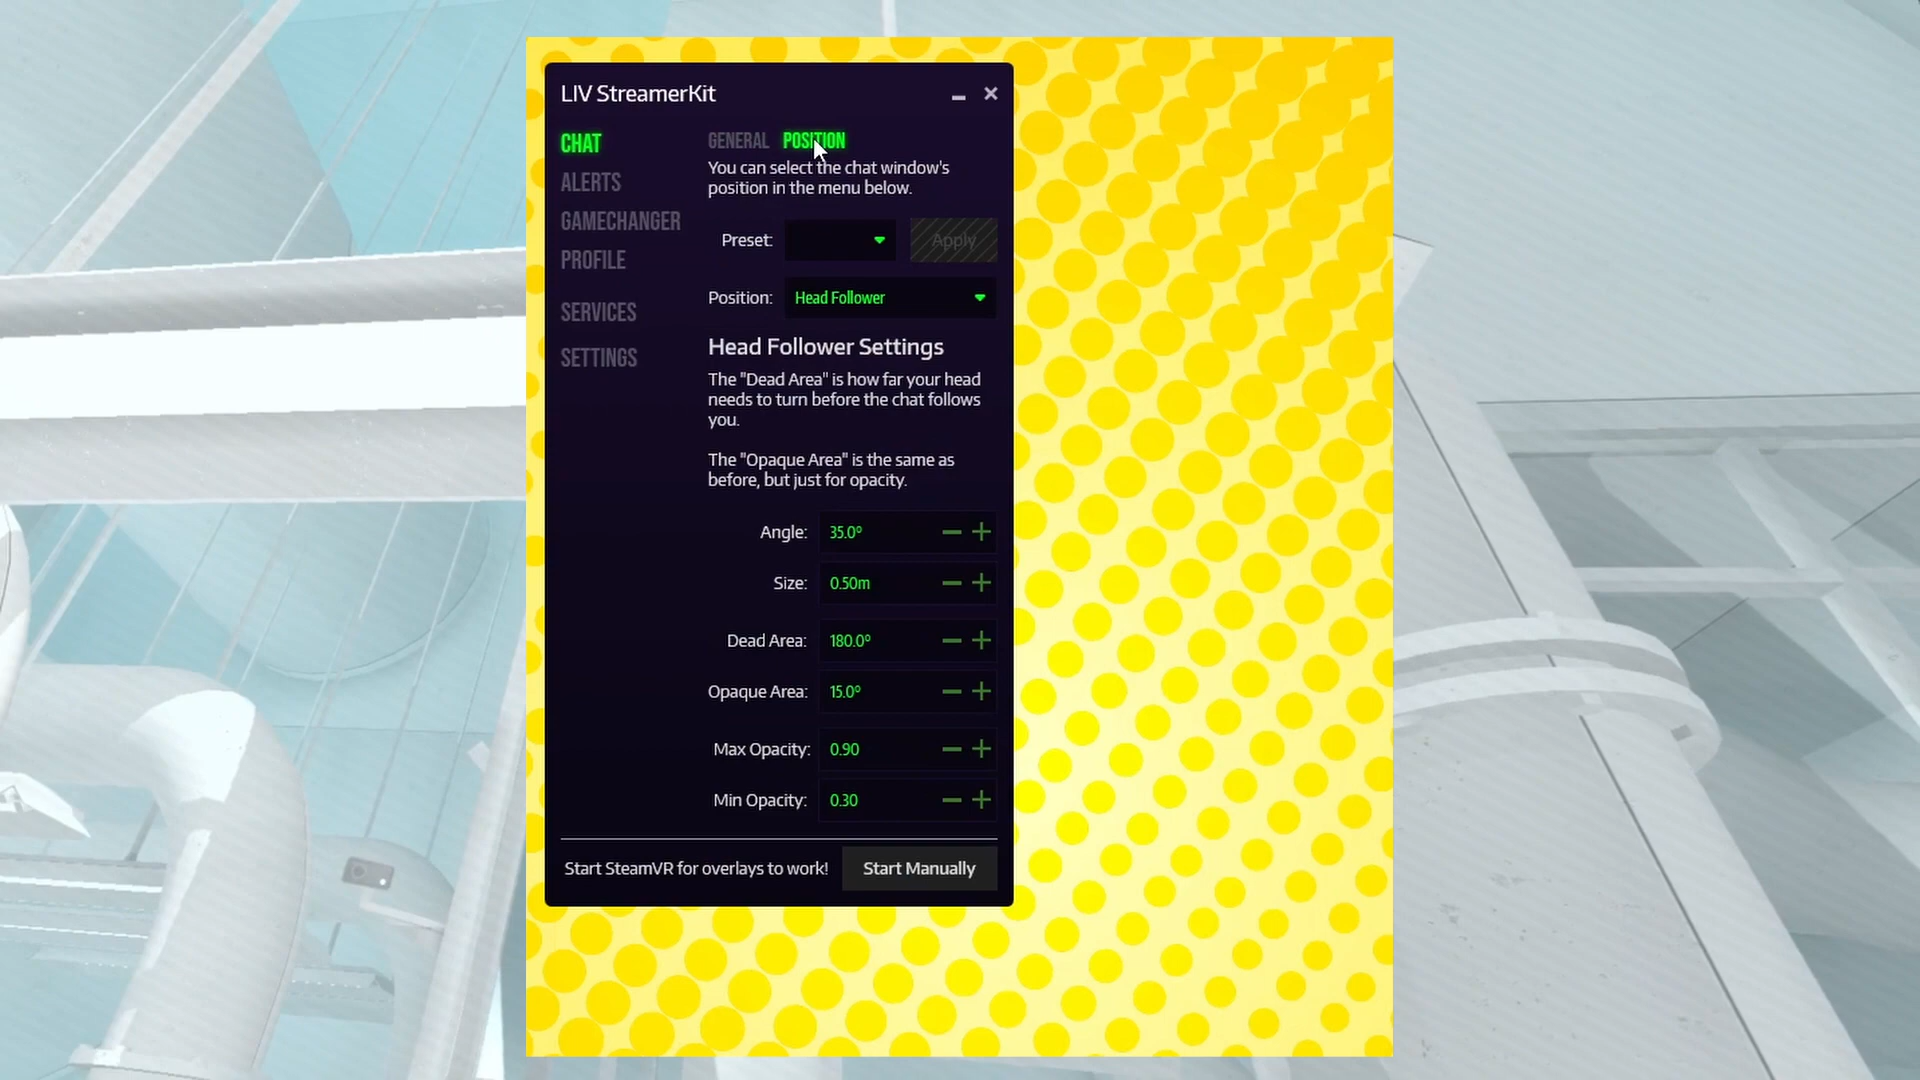 LIV StreamerKit
CHAT
ALERTS
GAMECHANGER
PROFILE
SERVICES
SETTINGS
GENERAL POSITION
You can select the chat window's
position in the menu below.
Preset:
Apply
Position: Head Follower
Head Follower Settings
The "Dead Area" is how far your head
needs to turn before the chat follows
you.
The "Opaque Area" is the same as
before, but just for opacity.
Angle: 35.0º
Size: 0.50m
Dead Area: 180.0º
Opaque Area: 15.0º
Max Opacity: 0.90
Min Opacity: 0.30
Start SteamVR for overlays to work!
Start Manually